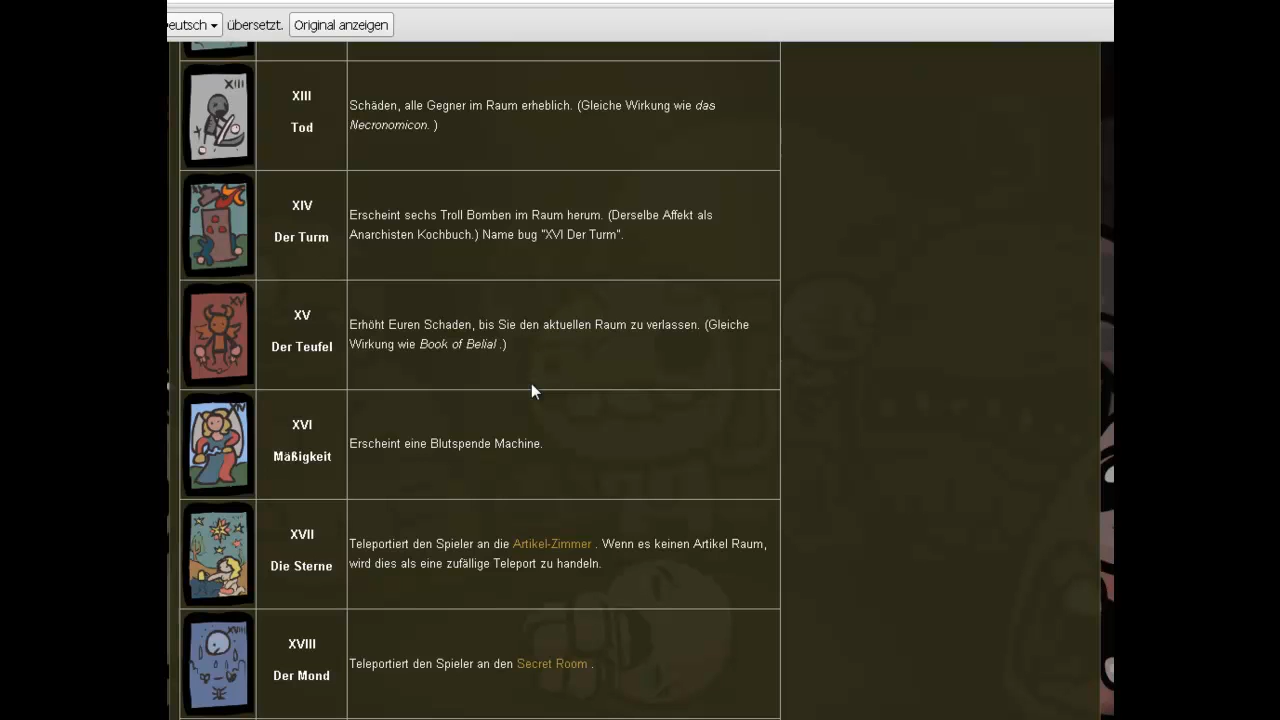 eutsch übersetzt. Original anzeigen
XIII
Tod
Schäden, alle Gegner im Raum erheblich. (Gleiche Wirkung wie das
Necronomicon. )
XIV
Der Turm
Erscheint sechs Troll Bomben im Raum herum. (Derselbe Affekt als
Anarchisten Kochbuch.) Name bug "XVI Der Turm".
XV
Der Teufel
Erhöht Euren Schaden, bis Sie den aktuellen Raum zu verlassen. (Gleiche
Wirkung wie Book of Belial .)
XVI
Mäßigkeit
Erscheint eine Blutspende Machine.
XVII
Die Sterne
Teleportiert den Spieler an die Artikel-Zimmer . Wenn es keinen Artikel Raum,
wird dies als eine zufällige Teleport zu handeln.
XVIII
Der Mond
Teleportiert den Spieler an den Secret Room .